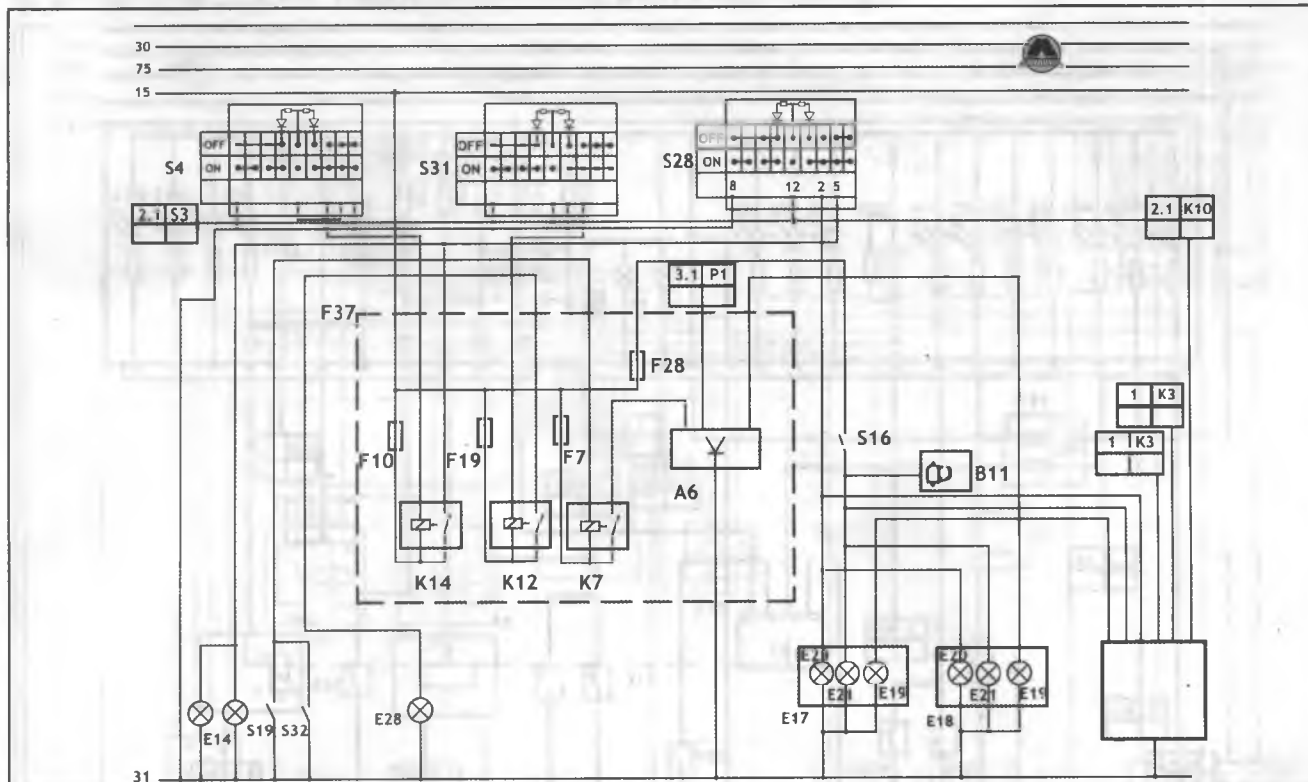 30
75
15
OFF
ON
S4
OFF
ON
S31
OFF
ON
S28
8 12 2 5
2.1 S3
2.1 K10
3.1 P1
F37
F28
1 K3
1 K3
F10
F19
F7
S16
A6
B11
K14
K12
K7
E20
E21
E19
E17
E20
E21
E19
E18
E14
S19
S32
E28
31